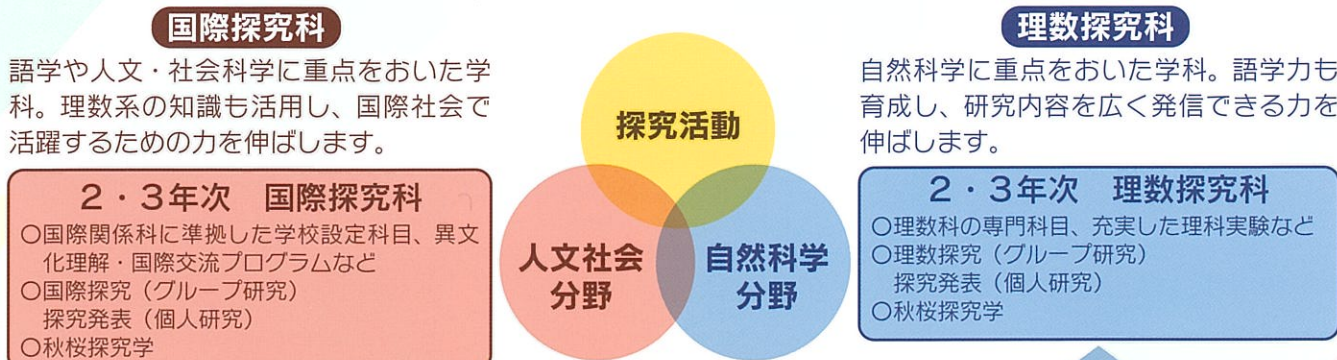 国際探究科
語学や人文・社会科学に重点をおいた学
科。理数系の知識も活用し、国際社会で
活躍するための力を伸ばします。
2・3年次 国際探究科
○国際関係科に準拠した学校設定科目、異文
化理解・国際交流プログラムなど
○国際探究（グループ研究）
探究発表（個人研究）
○秋桜探究学
探究活動
人文社会
分野
自然科学
分野
理数探究科
自然科学に重点をおいた学科。語学力も
育成し、研究内容を広く発信できる力を
伸ばします。
2・3年次 理数探究科
○理数科の専門科目、充実した理科実験など
○理数探究（グループ研究）
探究発表（個人研究）
○秋桜探究学